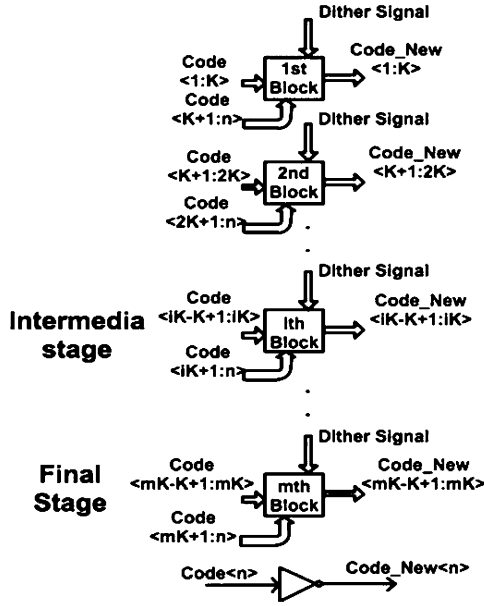 Dither Signal
Code
<1:K>
1st
Block
Code_New
<1:K>
Code
<K+1:n>
Dither Signal
Code
<K+1:2K>
2nd
Block
Code_New
<K+1:2K>
Code
<2K+1:n>
Dither Signal
Intermedia
stage
Code
<iK-K+1:iK>
Ith
Block
Code_New
<iK-K+1:iK>
Code
<iK+1:n>
Dither Signal
Final
Stage
Code
<mK-K+1:mK>
mth
Block
Code_New
<mK-K+1:mK>
Code
<mK+1:n>
Code<n>
Code_New<n>